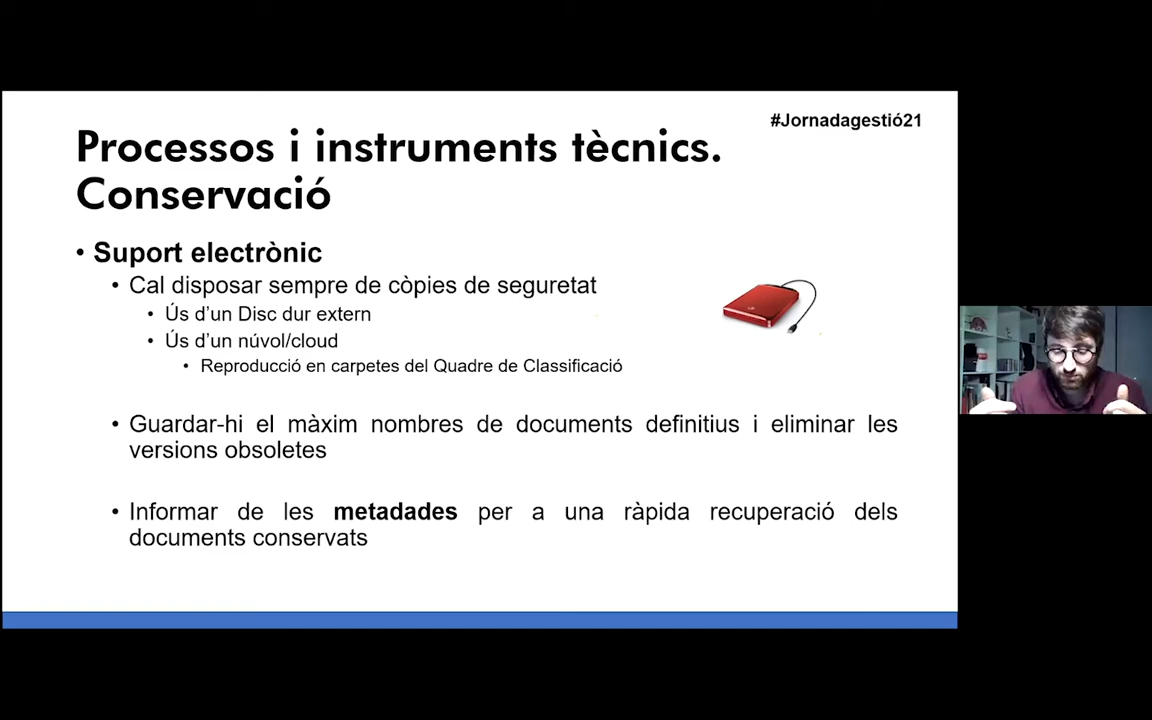 #Jornadagestió21
Processos i instruments tècnics.
Conservació
• Suport electrònic
• Cal disposar sempre de còpies de seguretat
• Ús d'un Disc dur extern
• Ús d'un núvol/cloud
• Reproducció en carpetes del Quadre de Classificació
• Guardar-hi el màxim nombres de documents definitius i eliminar les
versions obsoletes
• Informar de les metadades per a una ràpida recuperació dels
documents conservats